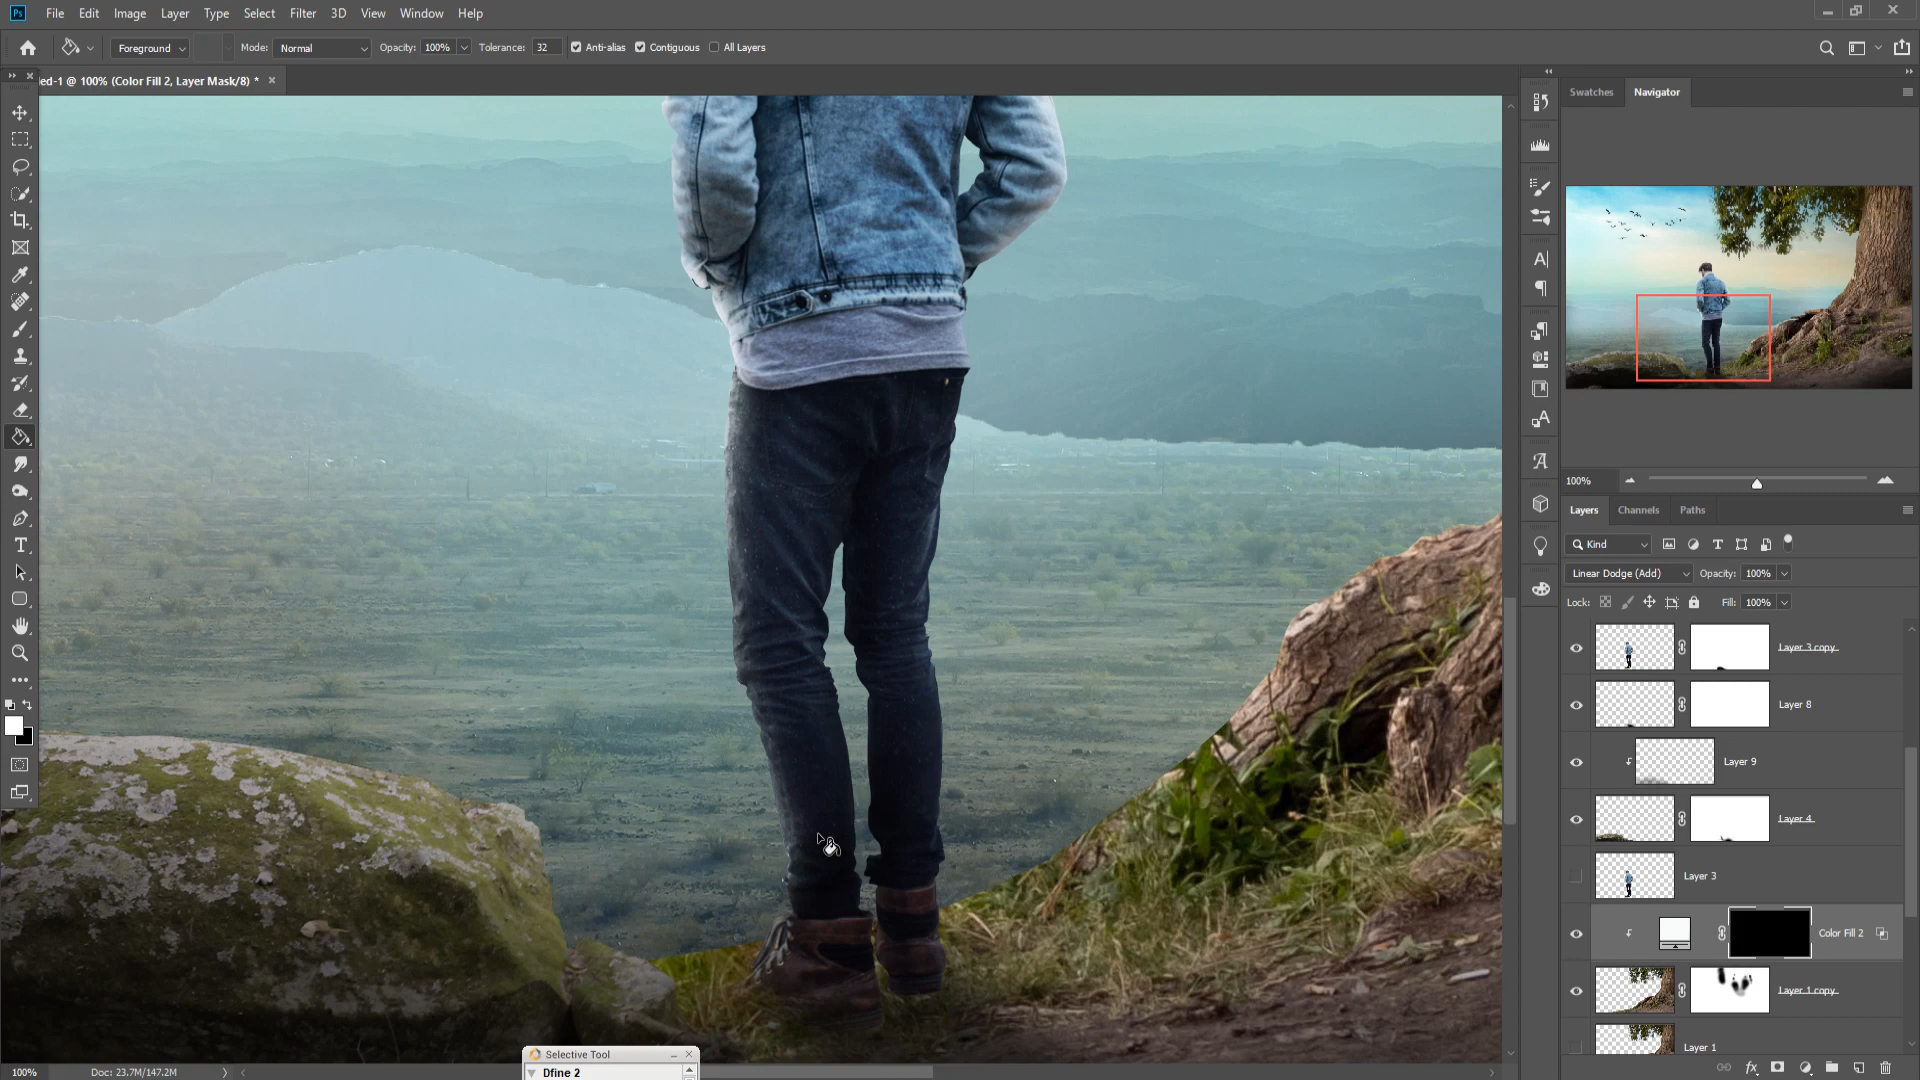 Ps File Edit Image Layer Type Select Filter 3D View Window Help
Foreground Mode: Normal Opacity: 100% Tolerance: 32 Anti-alias Contiguous All Layers
ed-1 @ 100% (Color Fill 2, Layer Mask/8) *
Swatches Navigator
100%
Layers Channels Paths
Kind
Linear Dodge (Add) Opacity: 100%
Lock: Fill: 100%
Layer 3 copy
Layer 8
Layer 9
Layer 4
Layer 3
Color Fill 2
Layer 1 copy
Layer 1
Selective Tool
Dfine 2
100% Doc: 23.7M/147.2M